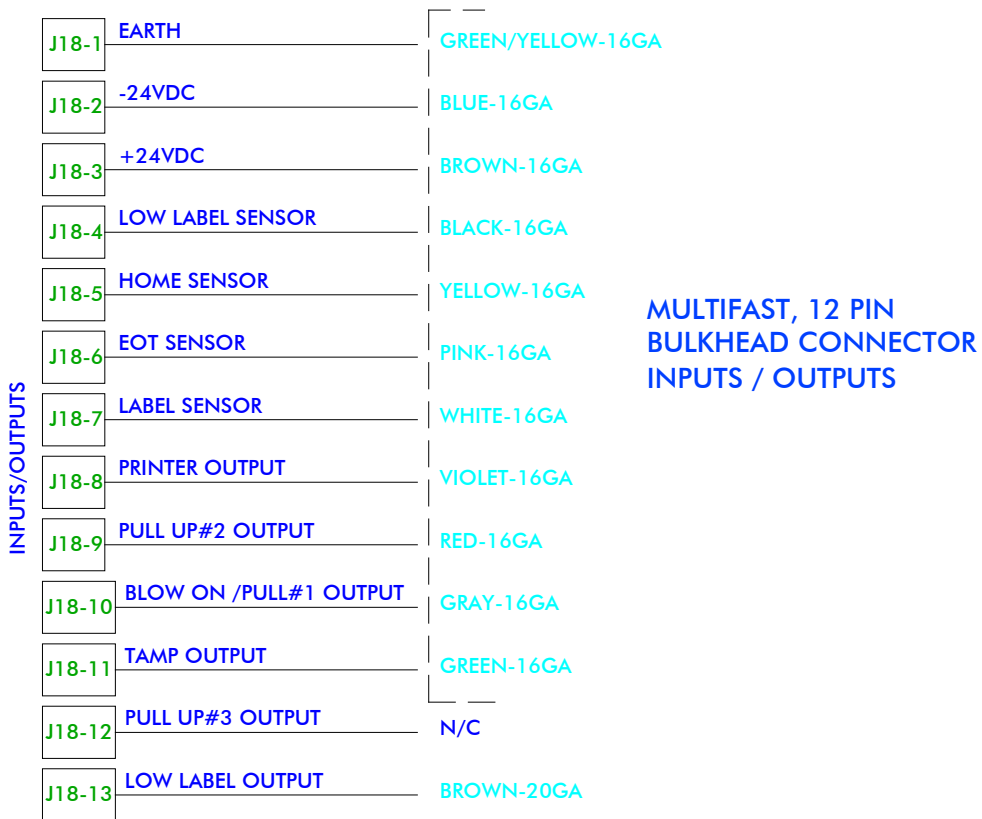 J18-1 EARTH GREEN/YELLOW-16GA
J18-2 -24VDC BLUE-16GA
J18-3 +24VDC BROWN-16GA
J18-4 LOW LABEL SENSOR BLACK-16GA
J18-5 HOME SENSOR YELLOW-16GA
J18-6 EOT SENSOR PINK-16GA
J18-7 LABEL SENSOR WHITE-16GA
J18-8 PRINTER OUTPUT VIOLET-16GA
J18-9 PULL UP#2 OUTPUT RED-16GA
J18-10 BLOW ON /PULL#1 OUTPUT GRAY-16GA
J18-11 TAMP OUTPUT GREEN-16GA
J18-12 PULL UP#3 OUTPUT N/C
J18-13 LOW LABEL OUTPUT BROWN-20GA
INPUTS/OUTPUTS
MULTIFAST, 12 PIN
BULKHEAD CONNECTOR
INPUTS / OUTPUTS